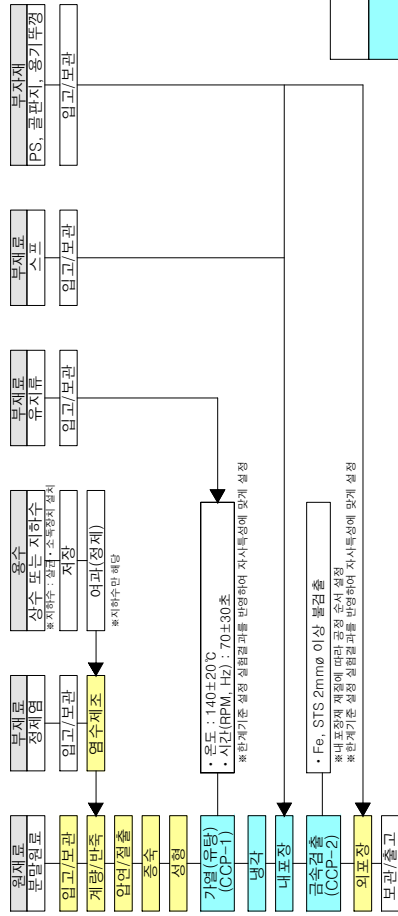 원재료
분말원료
입고/보관
계량/반죽
압연/절출
증숙
성형
가열(유탕)
(CCP-1)
냉각
내포장
금속검출
(CCP-2)
외포장
보관/출고
부재료
정제염
입고/보관
염수제조
용수
상수 또는 지하수
※지하수 : 살균·소독장치 설치
저장
여과(정제)
※지하수만 해당
부재료
유지류
입고/보관
부재료
스프
입고/보관
부자재
PS, 골판지, 용기뚜껑
입고/보관
• 온도 : 140±20℃
• 시간(RPM, Hz) : 70±30초
※한계기준 설정 실험결과를 반영하여 자사특성에 맞게 설정
• Fe, STS 2mmø 이상 불검출
※내포장재 재질에 따라 공정 순서 설정
※한계기준 설정 실험결과를 반영하여 자사특성에 맞게 설정